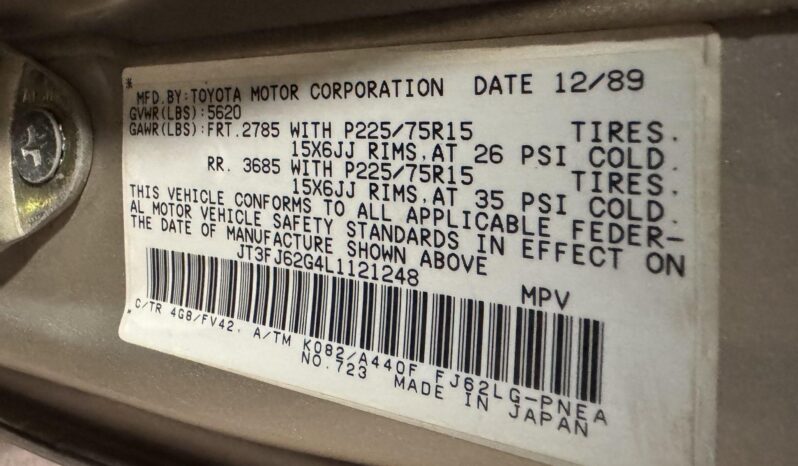 * MFD.BY:TOYOTA MOTOR CORPORATION DATE 12/89
GVWR(LBS):5620
GAWR(LBS):FRT.2785 WITH P225/75R15 TIRES.
15X6JJ RIMS,AT 26 PSI COLD.
RR. 3685 WITH P225/75R15 TIRES.
15X6JJ RIMS,AT 35 PSI COLD.
THIS VEHICLE CONFORMS TO ALL APPLICABLE FEDER-
AL MOTOR VEHICLE SAFETY STANDARDS IN EFFECT ON
THE DATE OF MANUFACTURE SHOWN ABOVE
JT3FJ62G4L1121248 MPV
C/TR 4G8/FV42, A/TM K082/A440F FJ62LG-PNEA
NO.723 MADE IN JAPAN